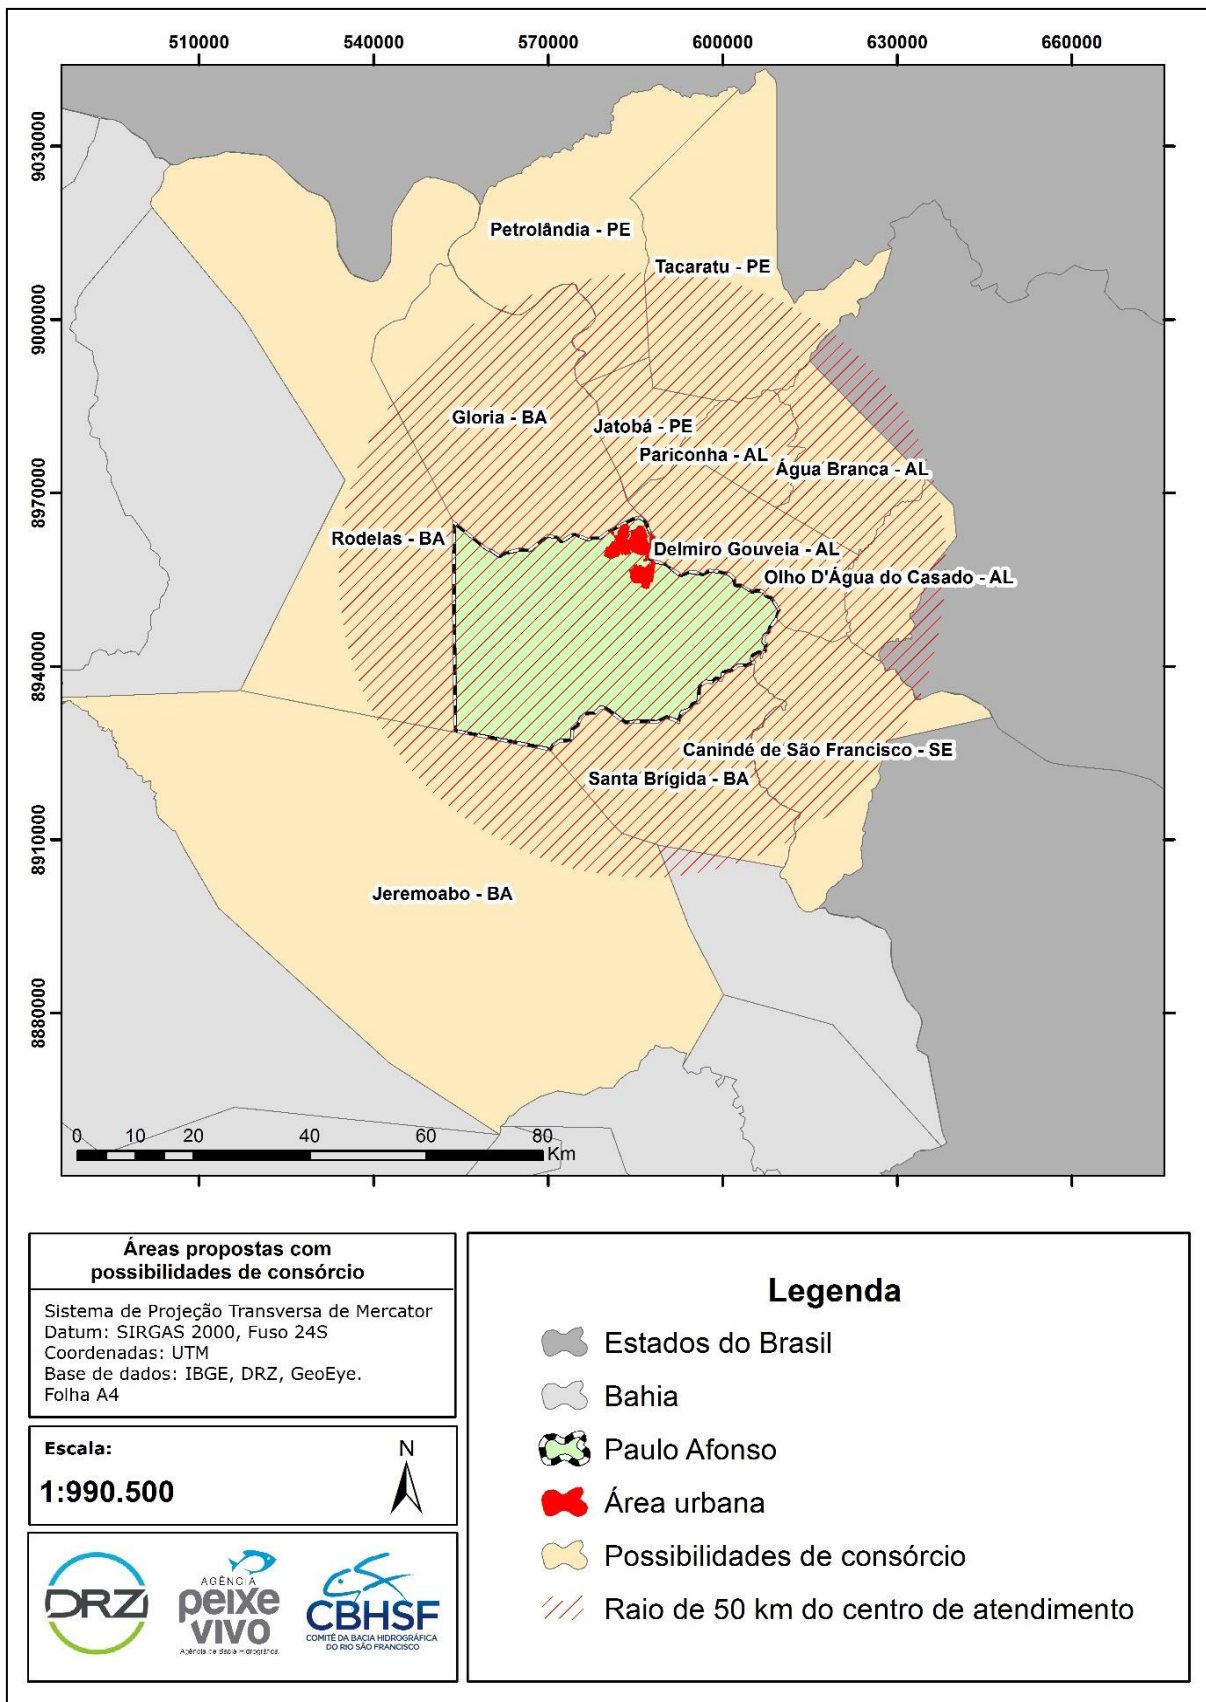 510000 540000 570000 600000 630000 660000
9030000
9000000
8970000
8940000
8910000
8880000
Petrolândia - PE
Tacaratu - PE
Gloria - BA
Jatobá - PE
Pariconha - AL
Água Branca - AL
Rodelas - BA
Delmiro Gouveia - AL
Olho D'Água do Casado - AL
Canindé de São Francisco - SE
Santa Brígida - BA
Jeremoabo - BA
0 10 20 40 60 80
Km
Áreas propostas com
possibilidades de consórcio
Sistema de Projeção Transversa de Mercator
Datum: SIRGAS 2000, Fuso 24S
Coordenadas: UTM
Base de dados: IBGE, DRZ, GeoEye.
Folha A4
Escala:
1:990.500
N
DRZ
AGÊNCIA
peixe
vivo
Agência de Bacia Hidrográfica
CBHSF
COMITÊ DA BACIA HIDROGRÁFICA
DO RIO SÃO FRANCISCO
Legenda
Estados do Brasil
Bahia
Paulo Afonso
Área urbana
Possibilidades de consórcio
Raio de 50 km do centro de atendimento